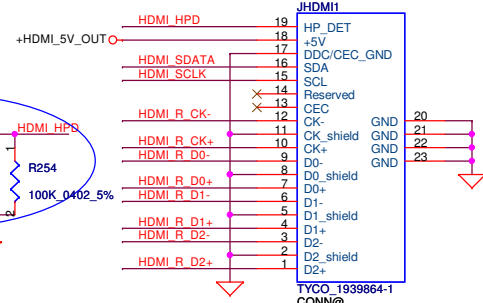 JHDMI1
HDMI_HPD 19 HP_DET
+HDMI_5V_OUT 18 +5V
17 DDC/CEC_GND
HDMI_SDATA 16 SDA
HDMI_SCLK 15 SCL
14 Reserved
13 CEC
HDMI_R_CK- 12 CK- GND 20
11 CK_shield GND 21
HDMI_R_CK+ 10 CK+ GND 22
HDMI_R_D0- 9 D0- GND 23
8 D0_shield
HDMI_R_D0+ 7 D0+
HDMI_R_D1- 6 D1-
5 D1_shield
HDMI_R_D1+ 4 D1+
HDMI_R_D2- 3 D2-
2 D2_shield
HDMI_R_D2+ 1 D2+
TYCO_1939864-1
CONN@
HDMI_HPD
1
R254
100K_0402_5%
2